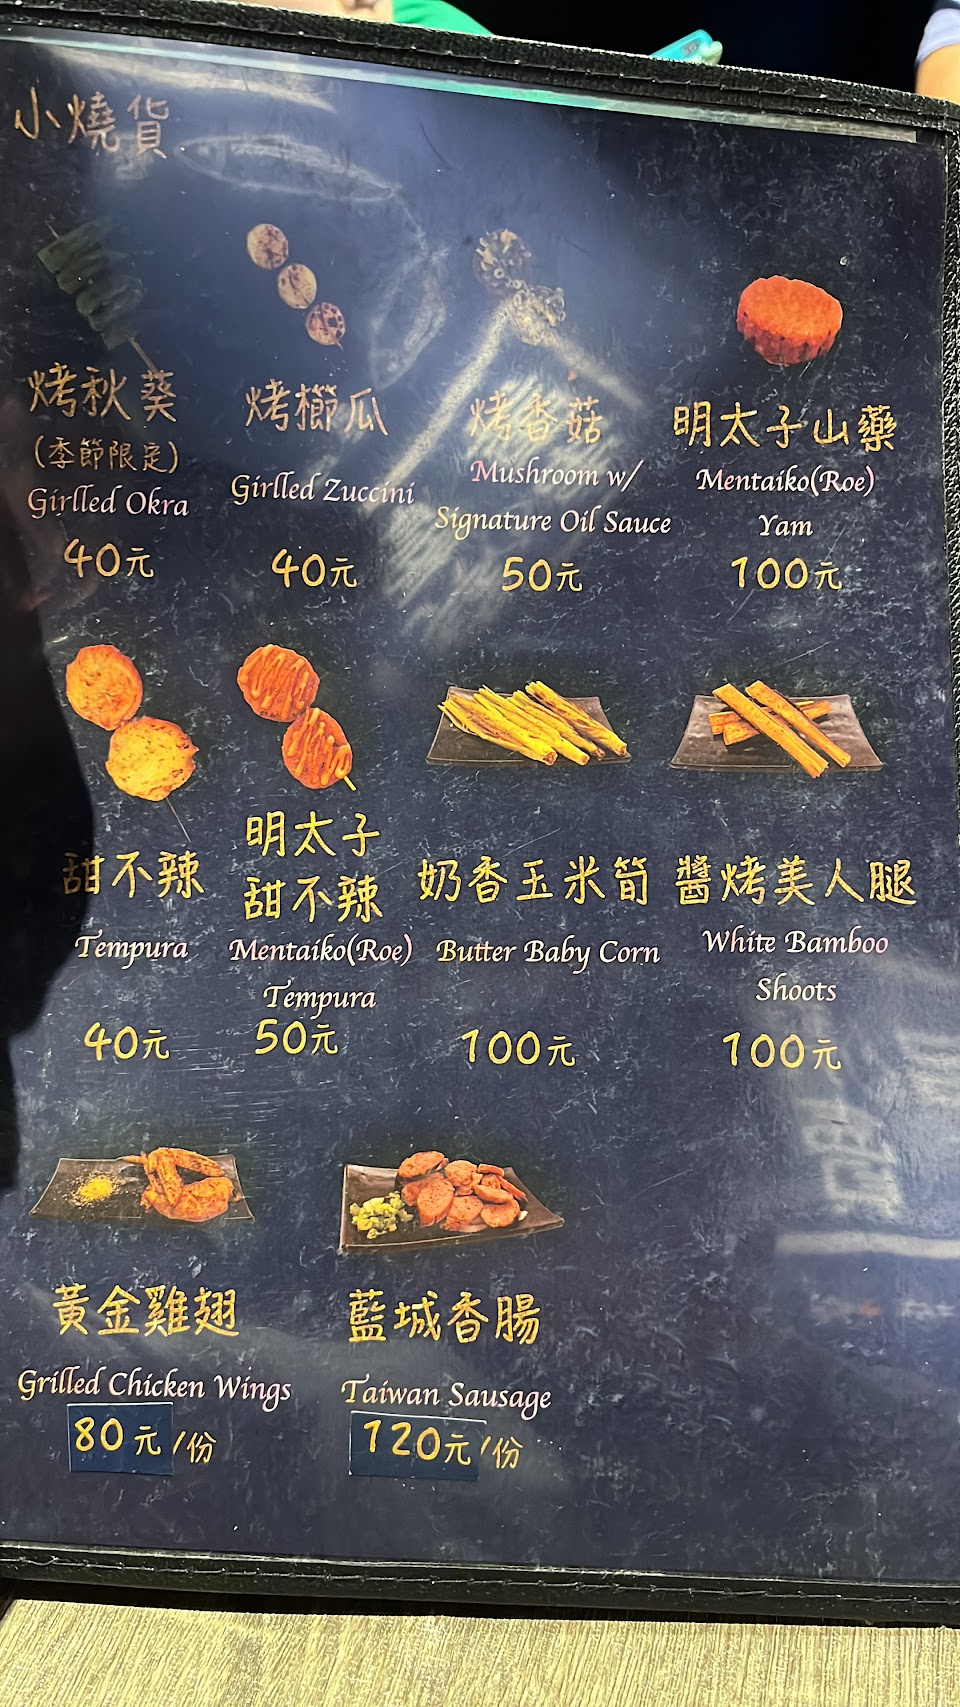 小燒貨
烤秋葵
(季節限定)
Girlled Okra
40元
烤櫛瓜
Girlled Zuccini
40元
烤香菇
Mushroom w/
Signature Oil Sauce
50元
明太子山藥
Mentaiko(Roe)
Yam
100元
甜不辣
Tempura
40元
明太子
甜不辣
Mentaiko(Roe)
Tempura
50元
奶香玉米筍
Butter Baby Corn
100元
醬烤美人腿
White Bamboo
Shoots
100元
黃金雞翅
Grilled Chicken Wings
80元/份
藍城香腸
Taiwan Sausage
120元/份